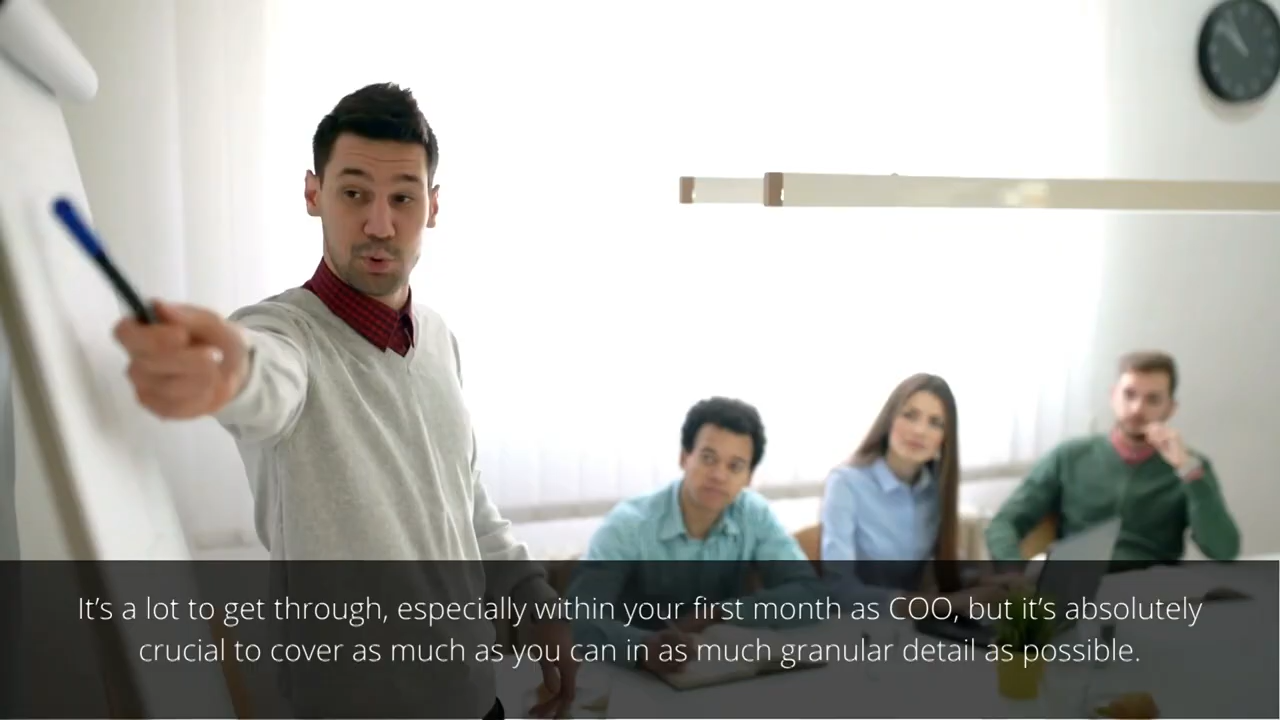 It’s a lot to get through, especially within your first month as COO, but it’s absolutely
crucial to cover as much as you can in as much granular detail as possible.